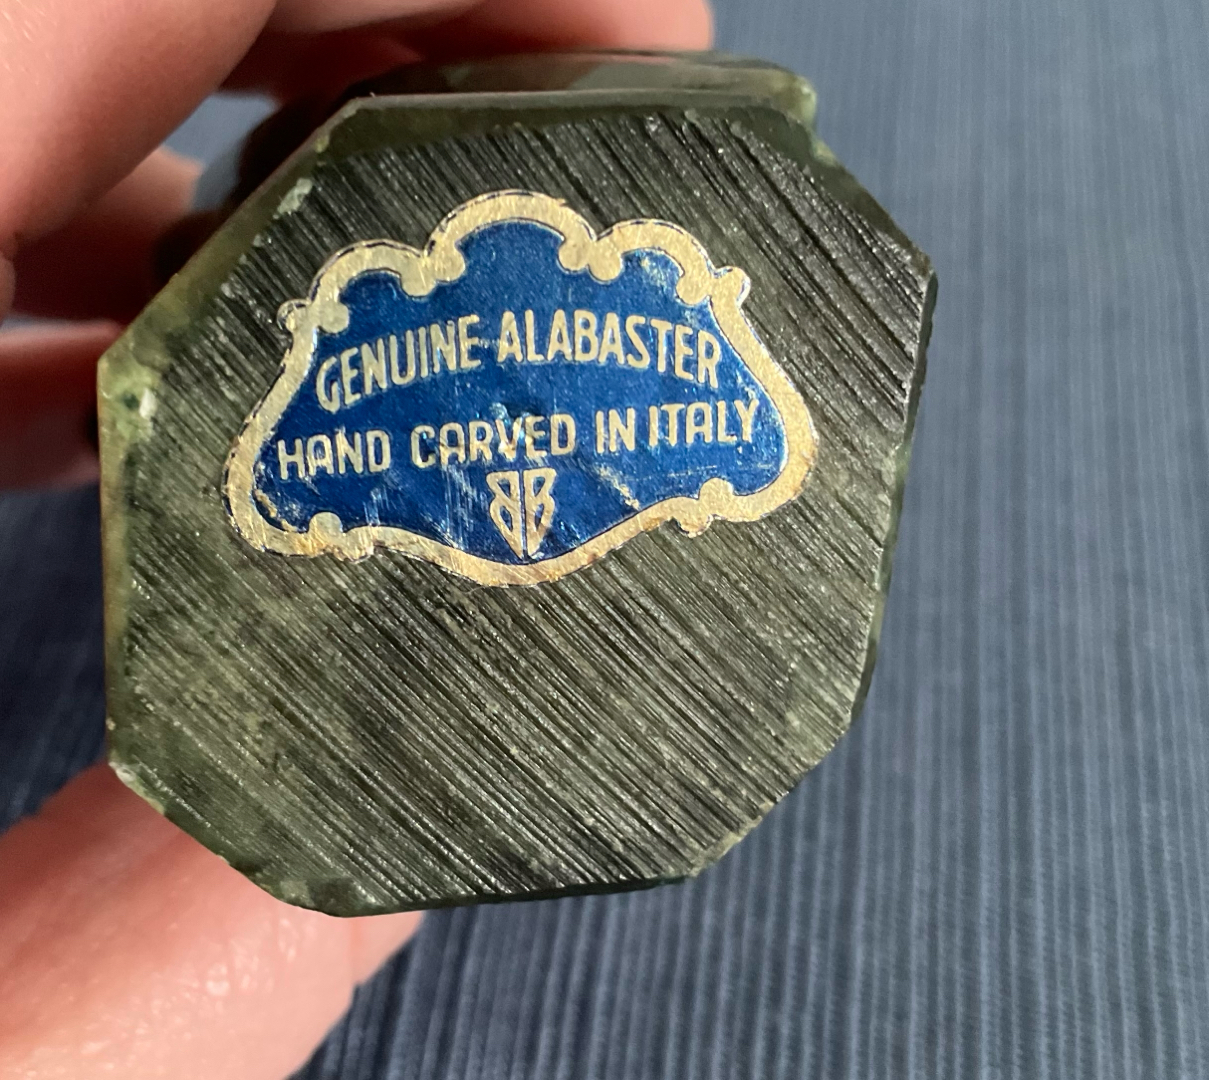 GENUINE ALABASTER
HAND CARVED IN ITALY
BB